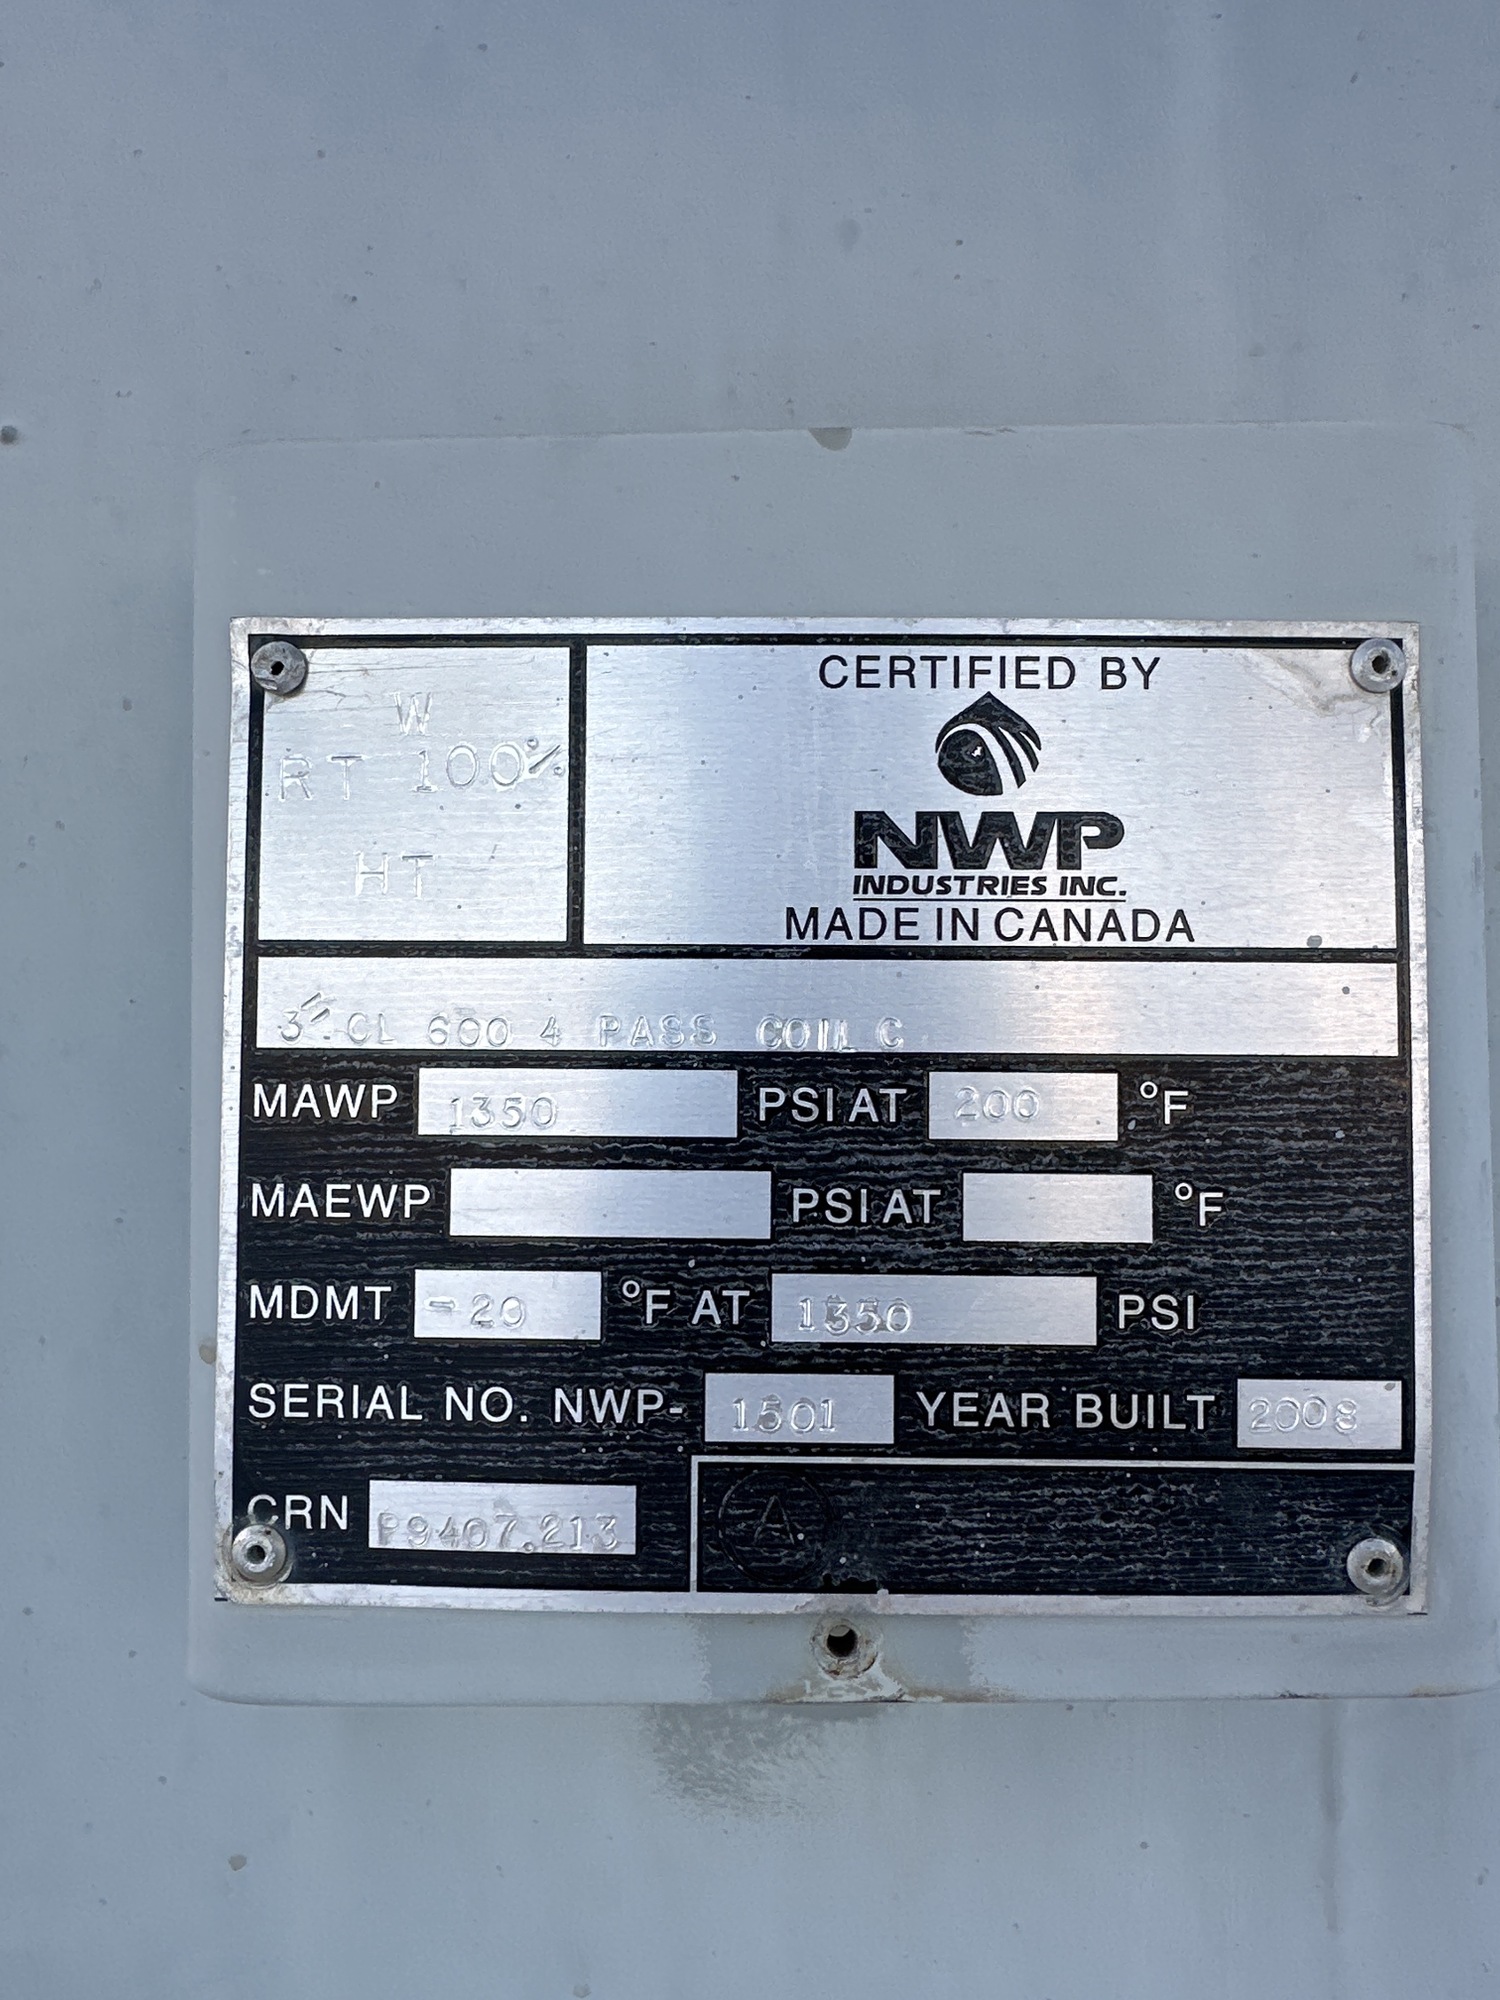 W
RT 100%
HT
CERTIFIED BY
NWP
INDUSTRIES INC.
MADE IN CANADA
3"-CL 600 4 PASS COIL C
MAWP 1350 PSI AT 200 °F
MAEWP PSI AT °F
MDMT -20 °F AT 1350 PSI
SERIAL NO. NWP- 1501 YEAR BUILT 2008
CRN P9407.213
A